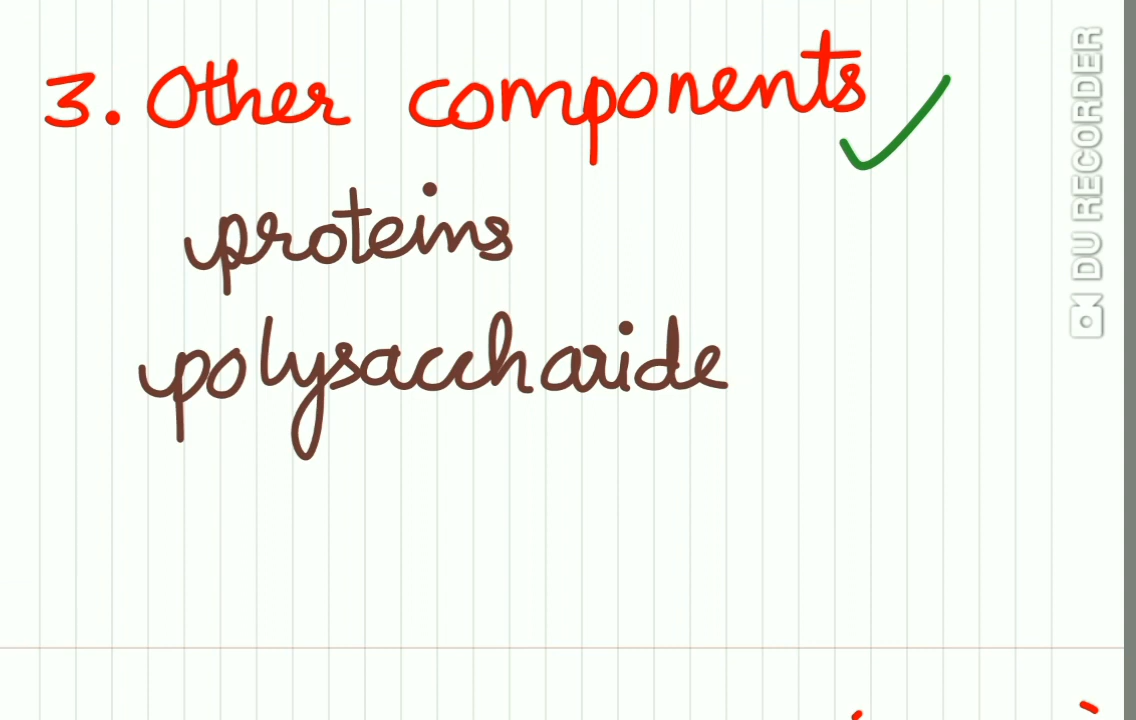 3. Other components
proteins
polysaccharide
DU RECORDER